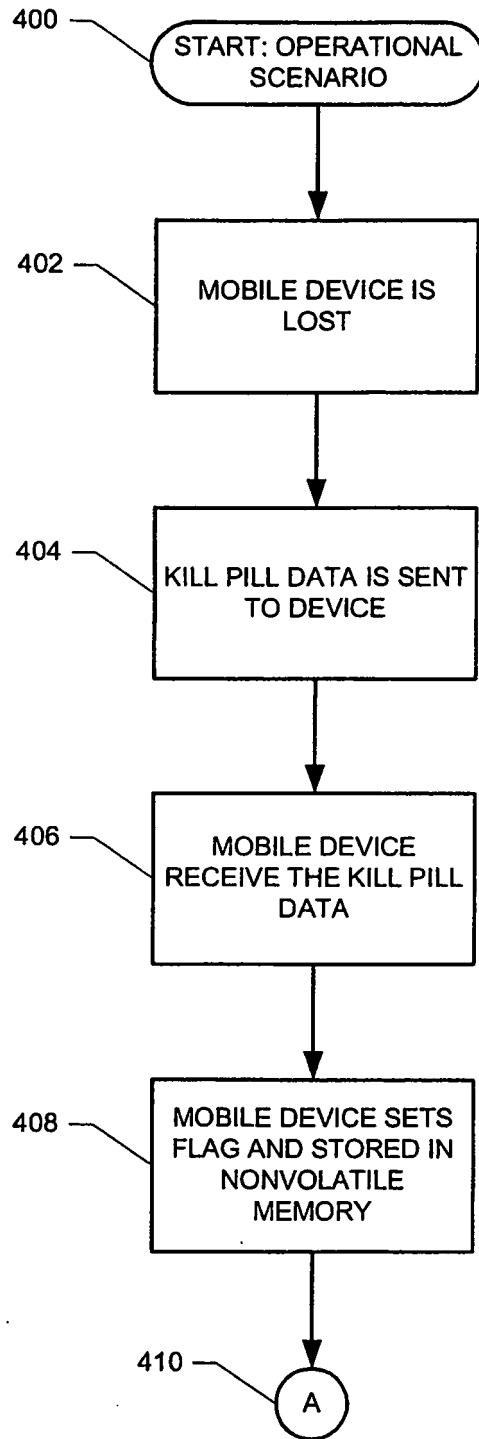 400
START: OPERATIONAL
SCENARIO
402
MOBILE DEVICE IS
LOST
404
KILL PILL DATA IS SENT
TO DEVICE
406
MOBILE DEVICE
RECEIVE THE KILL PILL
DATA
408
MOBILE DEVICE SETS
FLAG AND STORED IN
NONVOLATILE
MEMORY
410
A